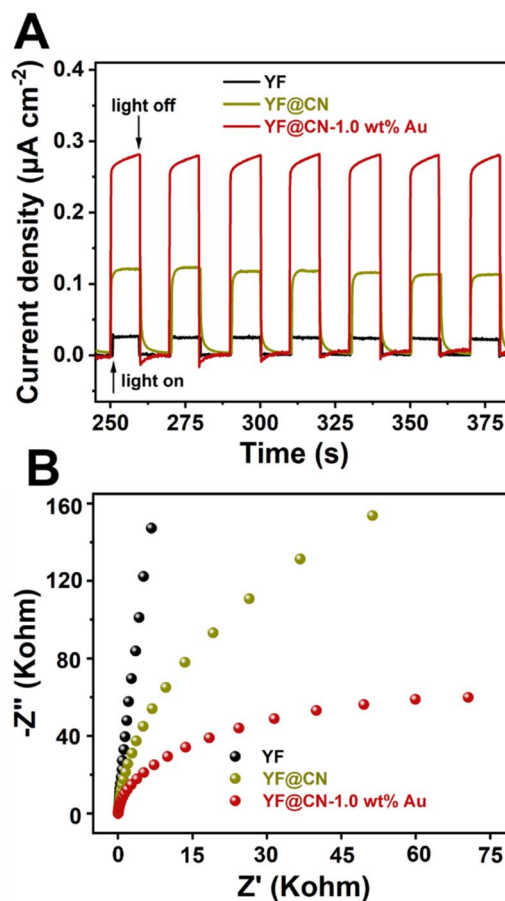 A
0.4
0.3
0.2
0.1
0.0
Current density (μA cm⁻²)
YF
YF@CN
YF@CN-1.0 wt% Au
light off
light on
250 275 300 325 350 375
Time (s)
B
160
120
80
40
0
-Z" (Kohm)
YF
YF@CN
YF@CN-1.0 wt% Au
0 15 30 45 60 75
Z' (Kohm)